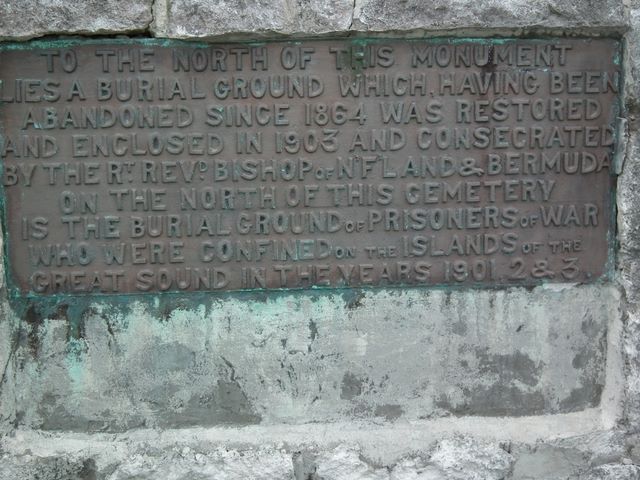 TO THE NORTH OF THIS MONUMENT
LIES A BURIAL GROUND WHICH, HAVING BEEN
ABANDONED SINCE 1864 WAS RESTORED
AND ENCLOSED IN 1903 AND CONSECRATED
BY THE RT. REVD. BISHOP OF N'F'LAND & BERMUDA
ON THE NORTH OF THIS CEMETERY
IS THE BURIAL GROUND OF PRISONERS OF WAR
WHO WERE CONFINED ON THE ISLANDS OF THE
GREAT SOUND IN THE YEARS 1901. 2 & 3.